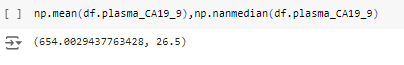 [ ] np.mean(df.plasma_CA19_9),np.nanmedian(df.plasma_CA19_9)
(654.0029437763428, 26.5)